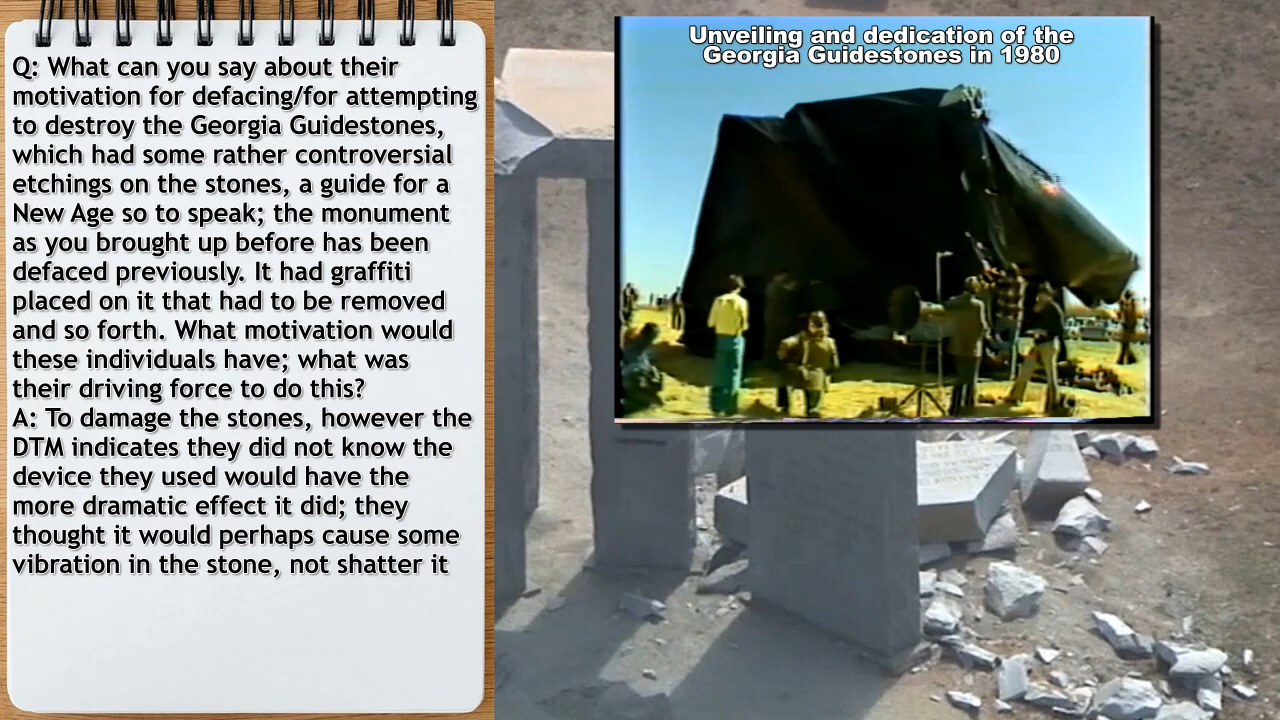 Q: What can you say about their
motivation for defacing/for attempting
to destroy the Georgia Guidestones,
which had some rather controversial
etchings on the stones, a guide for a
New Age so to speak; the monument
as you brought up before has been
defaced previously. It had graffiti
placed on it that had to be removed
and so forth. What motivation would
these individuals have; what was
their driving force to do this?
A: To damage the stones, however the
DTM indicates they did not know the
device they used would have the
more dramatic effect it did; they
thought it would perhaps cause some
vibration in the stone, not shatter it
Unveiling and dedication of the
Georgia Guidestones in 1980